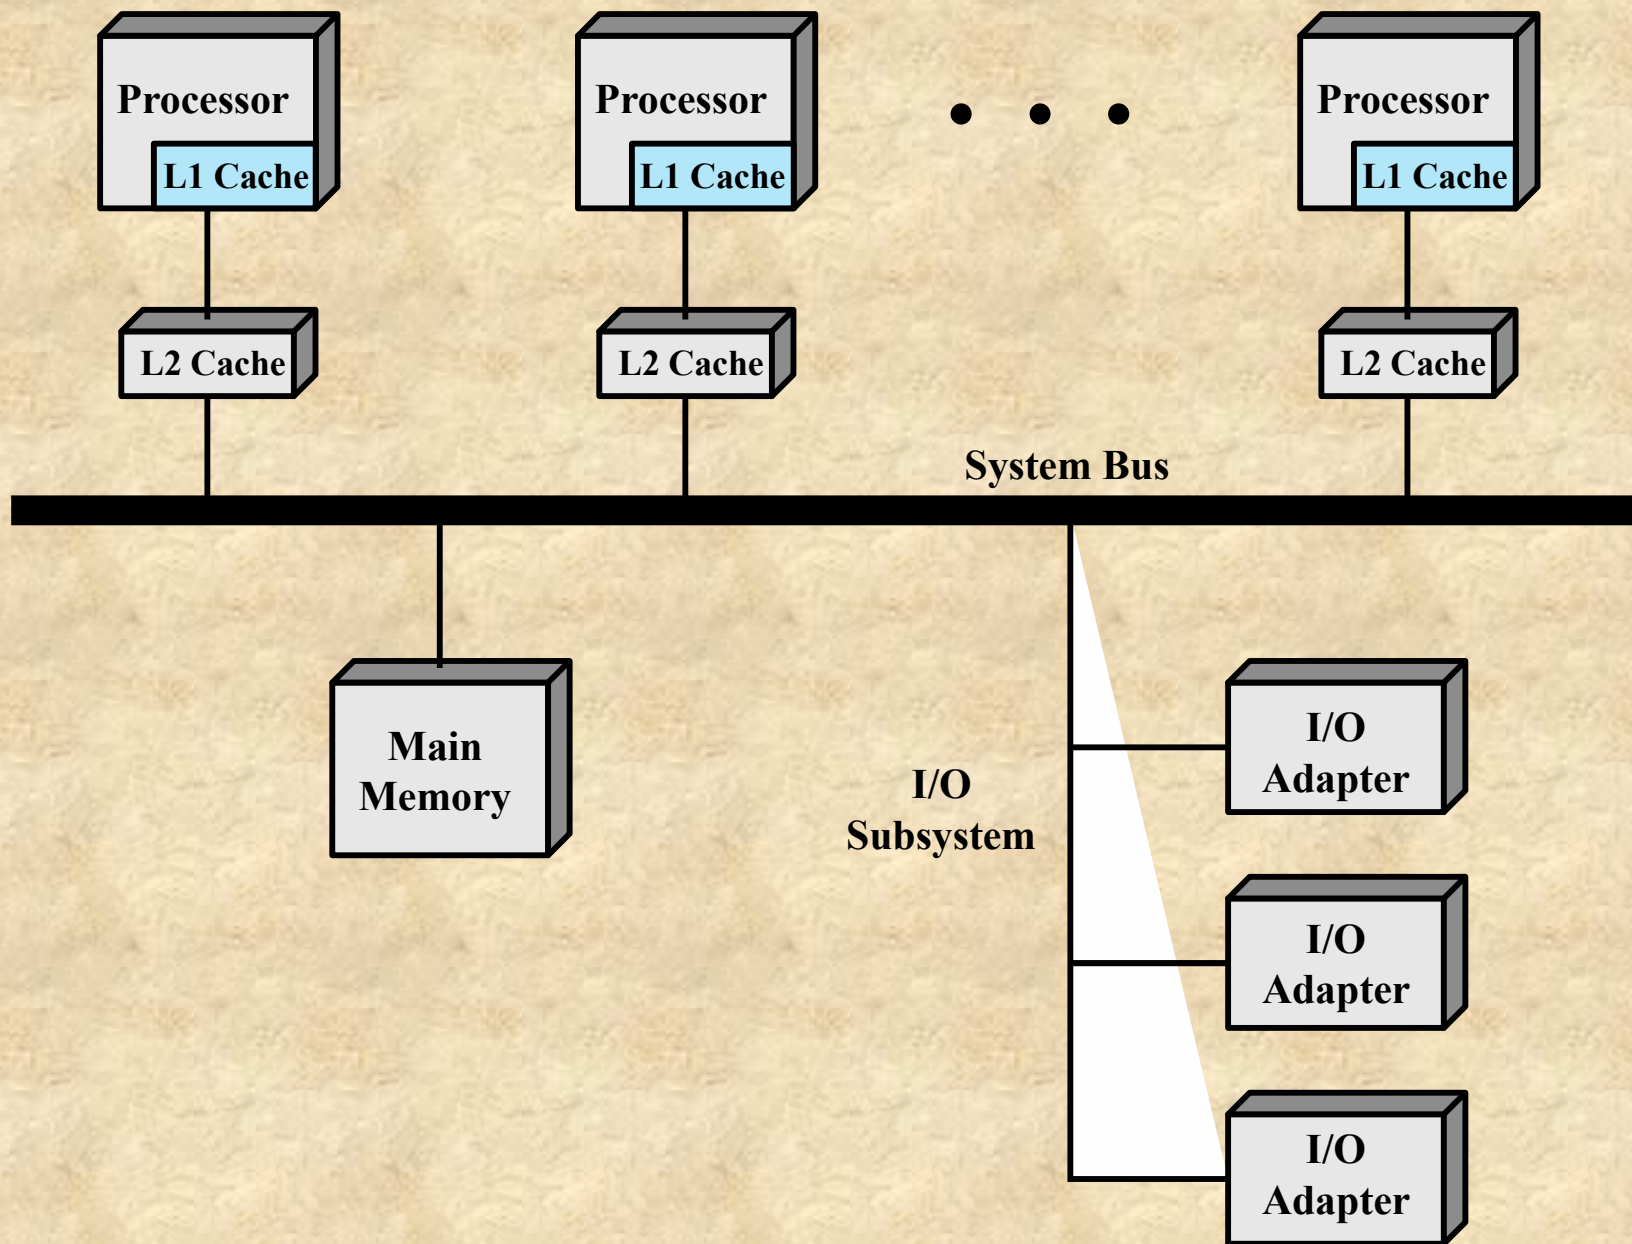 Processor
L1 Cache
Processor
L1 Cache
Processor
L1 Cache
L2 Cache
L2 Cache
L2 Cache
System Bus
Main
Memory
I/O
Subsystem
I/O
Adapter
I/O
Adapter
I/O
Adapter